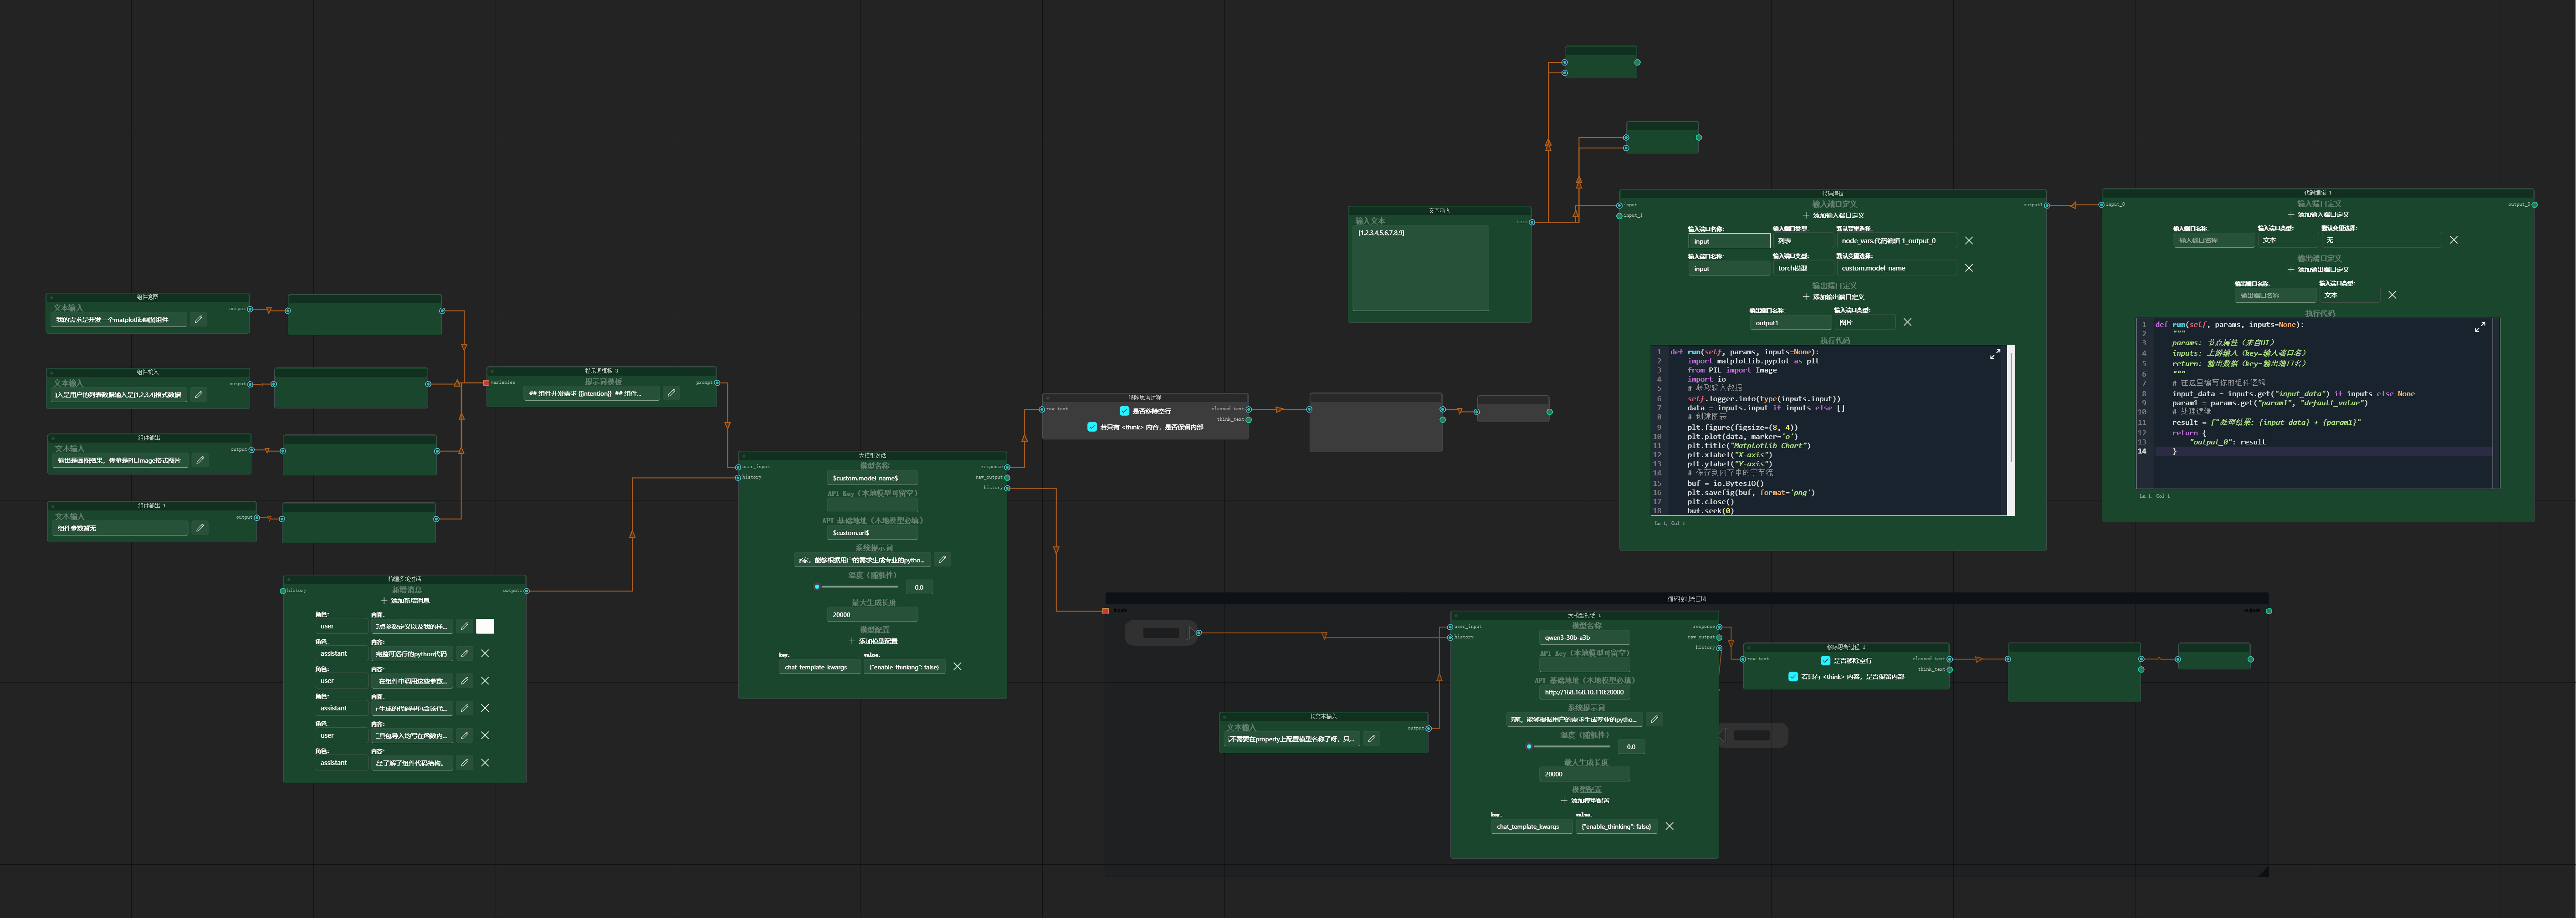 组件意图
文本输入
output
我的需求是开发一个matplotlib画图组件
组件输入
文本输入
output
入是用户的列表数据输入是[1,2,3,4]格式数据
组件输出
文本输入
output
输出是画图结果，传参是PIL.Image格式图片
组件输出 1
文本输入
output
组件参数暂无
提示词模板 3
variables
提示词模板
prompt
## 组件开发需求 {{intention}} ## 组件...
构建多轮对话
history
新增消息
output1
添加新增消息
角色:
内容:
user
点参数定义以及我的样...
角色:
内容:
assistant
完整可运行的python代码
角色:
内容:
user
在组件中调用这些参数...
角色:
内容:
assistant
生成的代码里包含该代...
角色:
内容:
user
包导入均写在函数内...
角色:
内容:
assistant
经了解了组件代码结构。
大模型对话
user_input
history
response
raw_output
history
模型名称
$custom.model_name$
API Key（本地模型可留空）
API 基础地址（本地模型必填）
$custom.url$
系统提示词
家，能够根据用户的需求生成专业的pytho...
温度（随机性）
0.0
最大生成长度
20000
模型配置
添加模型配置
key:
value:
chat_template_kwargs
{"enable_thinking": false}
移除思考过程
raw_text
是否移除空行
若只有 <think> 内容，是否保留内部
cleaned_text
think_text
文本输入
输入文本
text
[1,2,3,4,5,6,7,8,9]
代码编辑
input
input_1
output1
输入端口定义
添加输入端口定义
输入端口名称:
输入端口类型:
默认变量选择:
input
列表
node_vars.代码编辑 1_output_0
输入端口名称:
输入端口类型:
默认变量选择:
input
torch模型
custom.model_name
输出端口定义
添加输出端口定义
输出端口名称:
输入端口类型:
output1
图片
执行代码
1 def run(self, params, inputs=None):
2 import matplotlib.pyplot as plt
3 from PIL import Image
4 import io
5 # 获取输入数据
6 self.logger.info(type(inputs.input))
7 data = inputs.input if inputs else []
8 # 创建图表
9 plt.figure(figsize=(8, 4))
10 plt.plot(data, marker='o')
11 plt.title("Matplotlib Chart")
12 plt.xlabel("X-axis")
13 plt.ylabel("Y-axis")
14 # 保存到内存中的字节流
15 buf = io.BytesIO()
16 plt.savefig(buf, format='png')
17 plt.close()
18 buf.seek(0)
Ln 1, Col 1
代码编辑 1
input_0
output_0
输入端口定义
添加输入端口定义
输入端口名称:
输入端口类型:
默认变量选择:
输入端口名称
文本
无
输出端口定义
添加输出端口定义
输出端口名称:
输入端口类型:
输出端口名称
文本
执行代码
1 def run(self, params, inputs=None):
2 """
3 params: 节点属性（来自UI）
4 inputs: 上游输入（key=输入端口名）
5 return: 输出数据（key=输出端口名）
6 """
7 # 在这里编写你的组件逻辑
8 input_data = inputs.get("input_data") if inputs else None
9 param1 = params.get("param1", "default_value")
10 # 处理逻辑
11 result = f"处理结果: {input_data} + {param1}"
12 return {
13 "output_0": result
14 }
Ln 1, Col 1
循环控制流区域
inputs
outputs
长文本输入
文本输入
output
不需要在property上配置模型名称了呀，只...
大模型对话 1
user_input
history
response
raw_output
history
模型名称
qwen3-30b-a3b
API Key（本地模型可留空）
API 基础地址（本地模型必填）
http://168.168.10.110:20000
系统提示词
家，能够根据用户的需求生成专业的pytho...
温度（随机性）
0.0
最大生成长度
20000
模型配置
添加模型配置
key:
value:
chat_template_kwargs
{"enable_thinking": false}
移除思考过程 1
raw_text
是否移除空行
若只有 <think> 内容，是否保留内部
cleaned_text
think_text